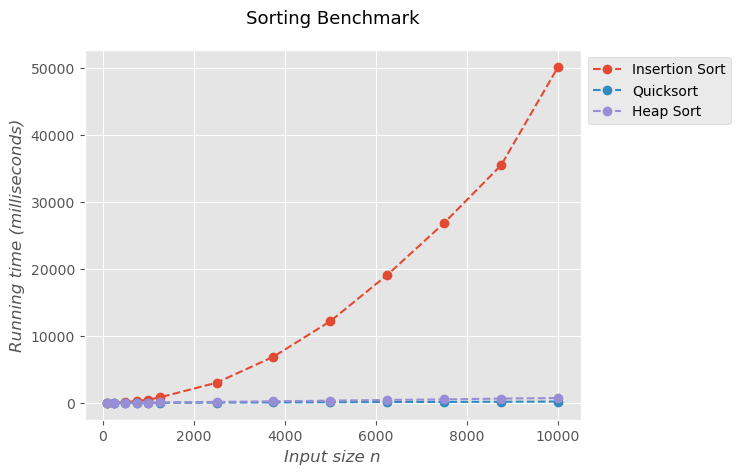 Sorting Benchmark
50000
40000
30000
20000
10000
0
Running time (milliseconds)
0 2000 4000 6000 8000 10000
Input size n
Insertion Sort
Quicksort
Heap Sort